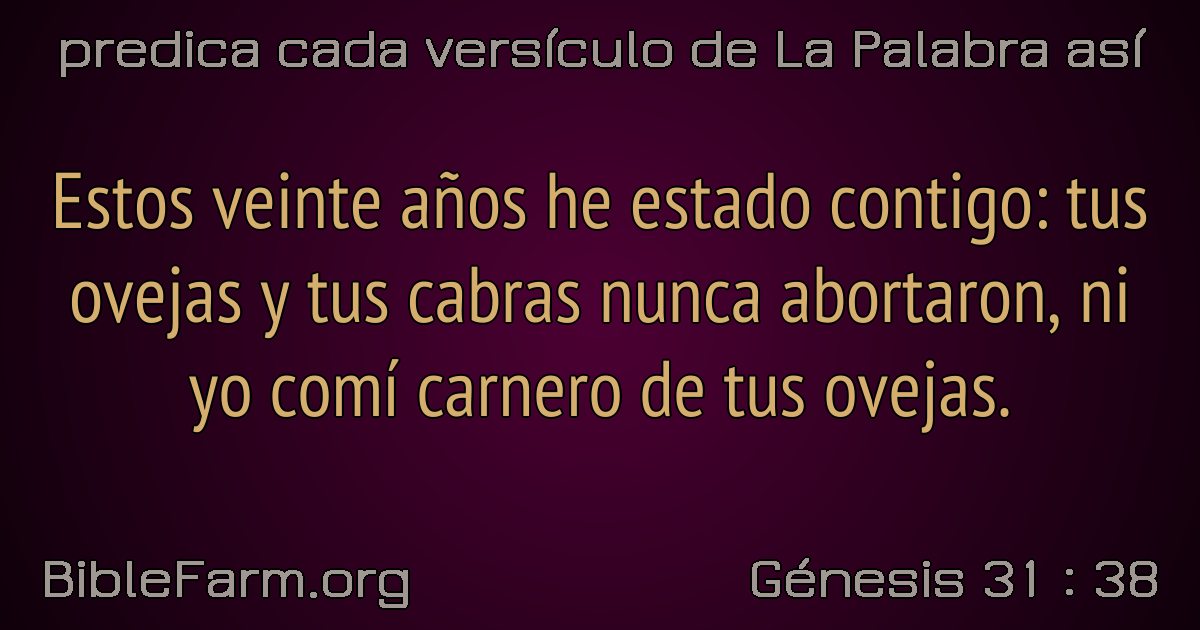 predica cada versículo de La Palabra así
Estos veinte años he estado contigo: tus
ovejas y tus cabras nunca abortaron, ni
yo comí carnero de tus ovejas.
BibleFarm.org
Génesis 31 : 38